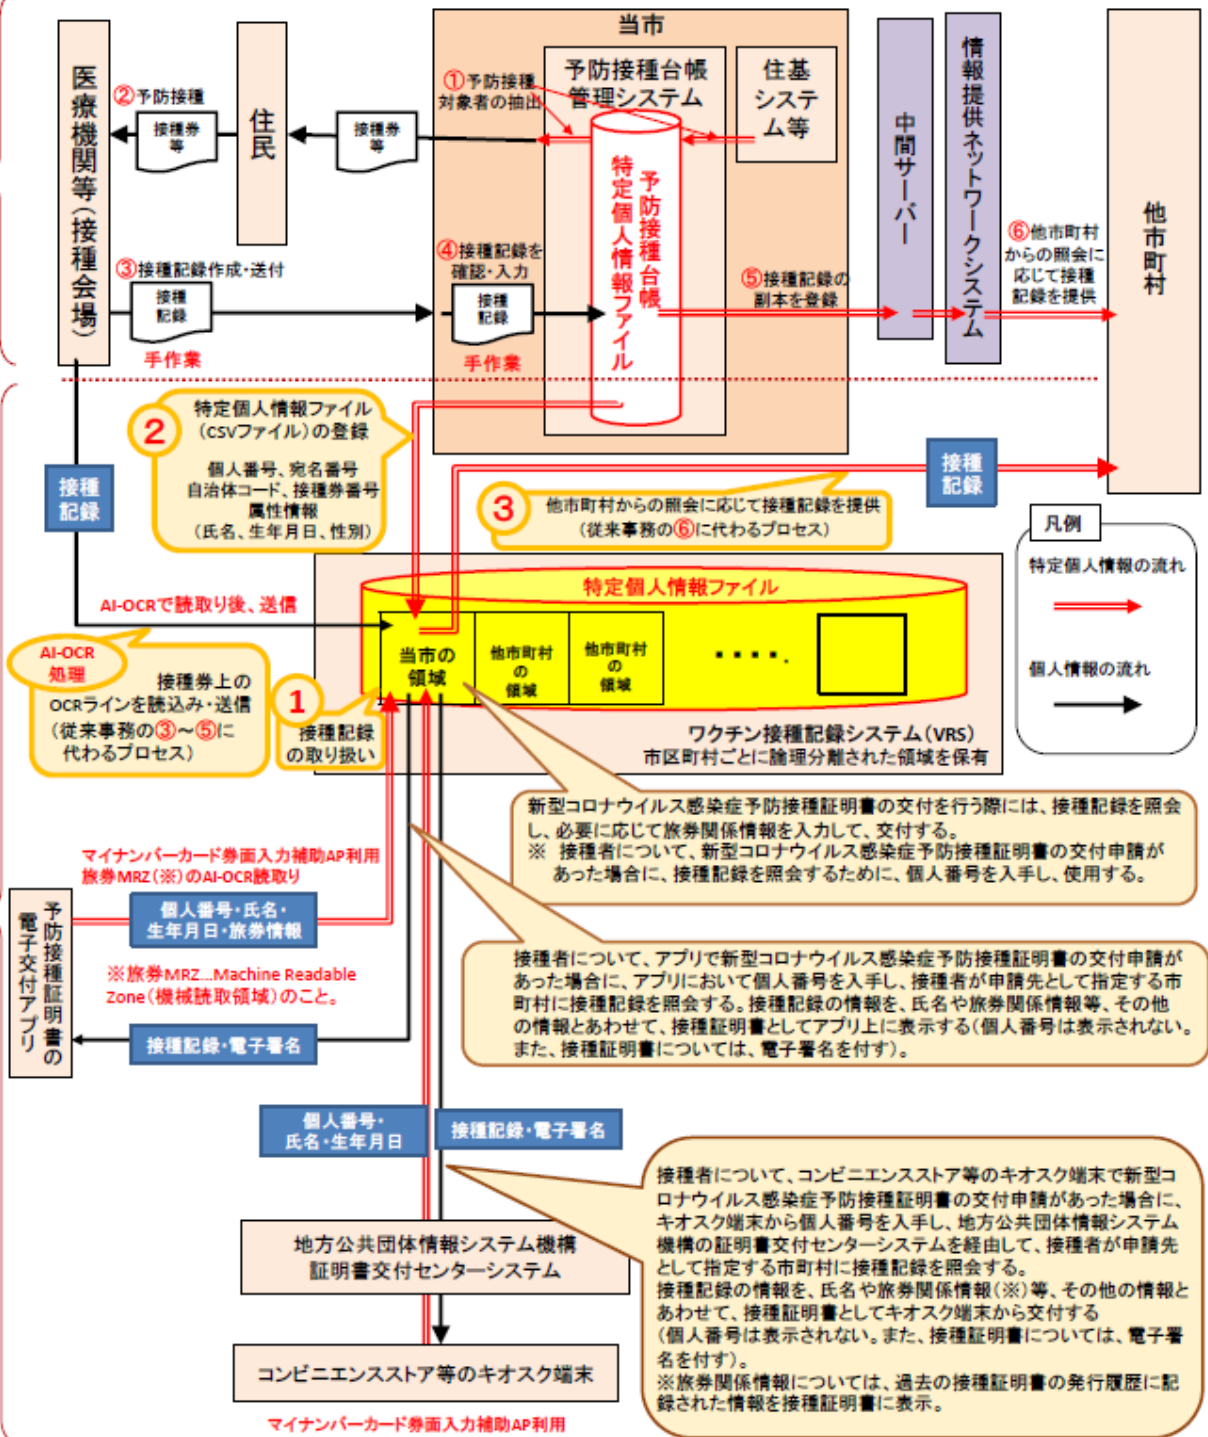 当市
医療機関等（接種会場）
②予防接種
接種券
等
住民
接種券
等
①予防接種
対象者の抽出
予防接種台帳
管理システム
住基
システ
ム等
予防接種台帳
特定個人情報ファイル
中間サーバー
情報提供ネットワークシステム
他市町村
③接種記録作成・送付
接種
記録
手作業
④接種記録を
確認・入力
接種
記録
手作業
⑤接種記録の
副本を登録
⑥他市町村
からの照会に
応じて接種
記録を提供
2
特定個人情報ファイル
（CSVファイル）の登録
個人番号、宛名番号
自治体コード、接種券番号
属性情報
（氏名、生年月日、性別）
接種
記録
3
他市町村からの照会に応じて接種記録を提供
（従来事務の⑥に代わるプロセス）
接種
記録
凡例
特定個人情報の流れ
個人情報の流れ
特定個人情報ファイル
当市の
領域
他市町村
の
領域
他市町村
の
領域
・・・・.
ワクチン接種記録システム（VRS）
市区町村ごとに論理分離された領域を保有
AI-OCRで読取り後、送信
AI-OCR
処理
接種券上の
OCRラインを読込み・送信
（従来事務の③～⑤に
代わるプロセス）
1
接種記録
の取り扱い
新型コロナウイルス感染症予防接種証明書の交付を行う際には、接種記録を照会
し、必要に応じて旅券関係情報を入力して、交付する。
※　接種者について、新型コロナウイルス感染症予防接種証明書の交付申請が
あった場合に、接種記録を照会するために、個人番号を入手し、使用する。
マイナンバーカード券面入力補助AP利用
旅券MRZ（※）のAI-OCR読取り
予防接種証明書の
電子交付アプリ
個人番号・氏名・
生年月日・旅券情報
※旅券MRZ…Machine Readable
Zone（機械読取領域）のこと。
接種記録・電子署名
接種者について、アプリで新型コロナウイルス感染症予防接種証明書の交付申請が
あった場合に、アプリにおいて個人番号を入手し、接種者が申請先として指定する市
町村に接種記録を照会する。接種記録の情報を、氏名や旅券関係情報等、その他
の情報とあわせて、接種証明書としてアプリ上に表示する（個人番号は表示されない。
また、接種証明書については、電子署名を付す）。
個人番号・
氏名・生年月日
接種記録・電子署名
地方公共団体情報システム機構
証明書交付センターシステム
コンビニエンスストア等のキオスク端末
マイナンバーカード券面入力補助AP利用
接種者について、コンビニエンスストア等のキオスク端末で新型コ
ロナウイルス感染症予防接種証明書の交付申請があった場合に、
キオスク端末から個人番号を入手し、地方公共団体情報システム
機構の証明書交付センターシステムを経由して、接種者が申請先
として指定する市町村に接種記録を照会する。
接種記録の情報を、氏名や旅券関係情報（※）等、その他の情報と
あわせて、接種証明書としてキオスク端末から交付する
（個人番号は表示されない。また、接種証明書については、電子署
名を付す）。
※旅券関係情報については、過去の接種証明書の発行履歴に記
録された情報を接種証明書に表示。